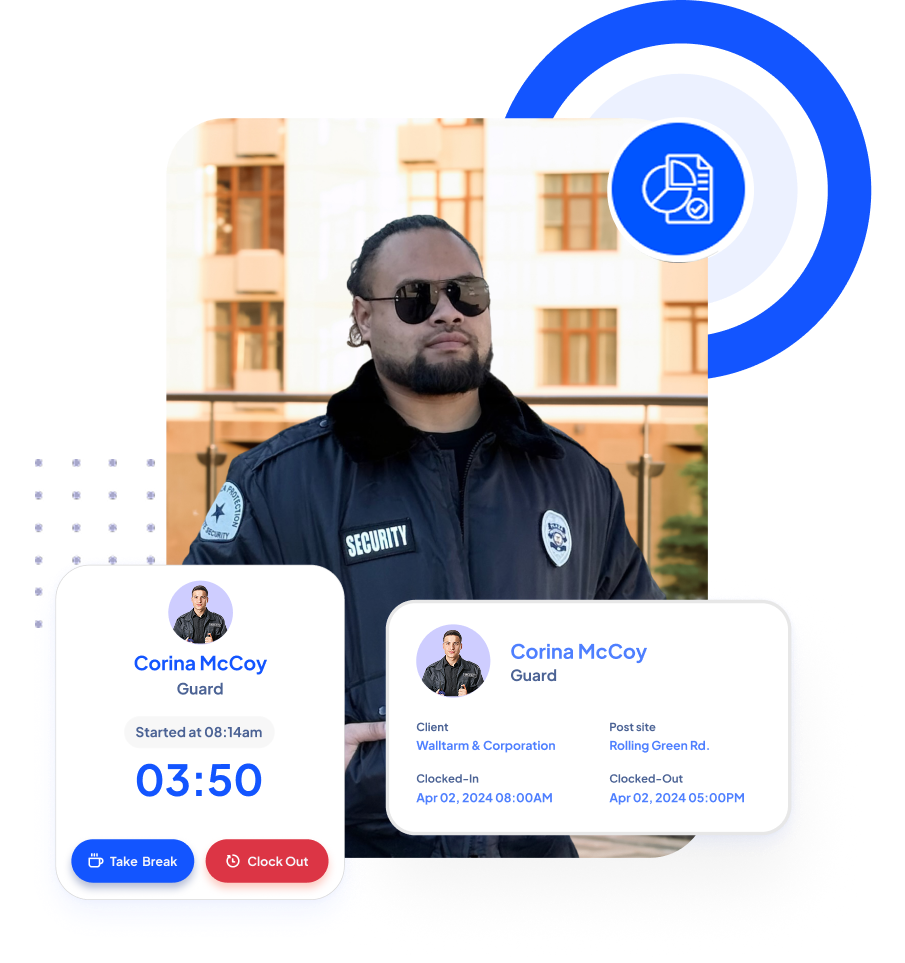 PROTECTION
SECURITY
SECURITY
Corina McCoy
Guard
Started at 08:14am
03:50
Take Break
Clock Out
Corina McCoy
Guard
Client
Post site
Walltarm & Corporation
Rolling Green Rd.
Clocked-In
Clocked-Out
Apr 02, 2024 08:00AM
Apr 02, 2024 05:00PM